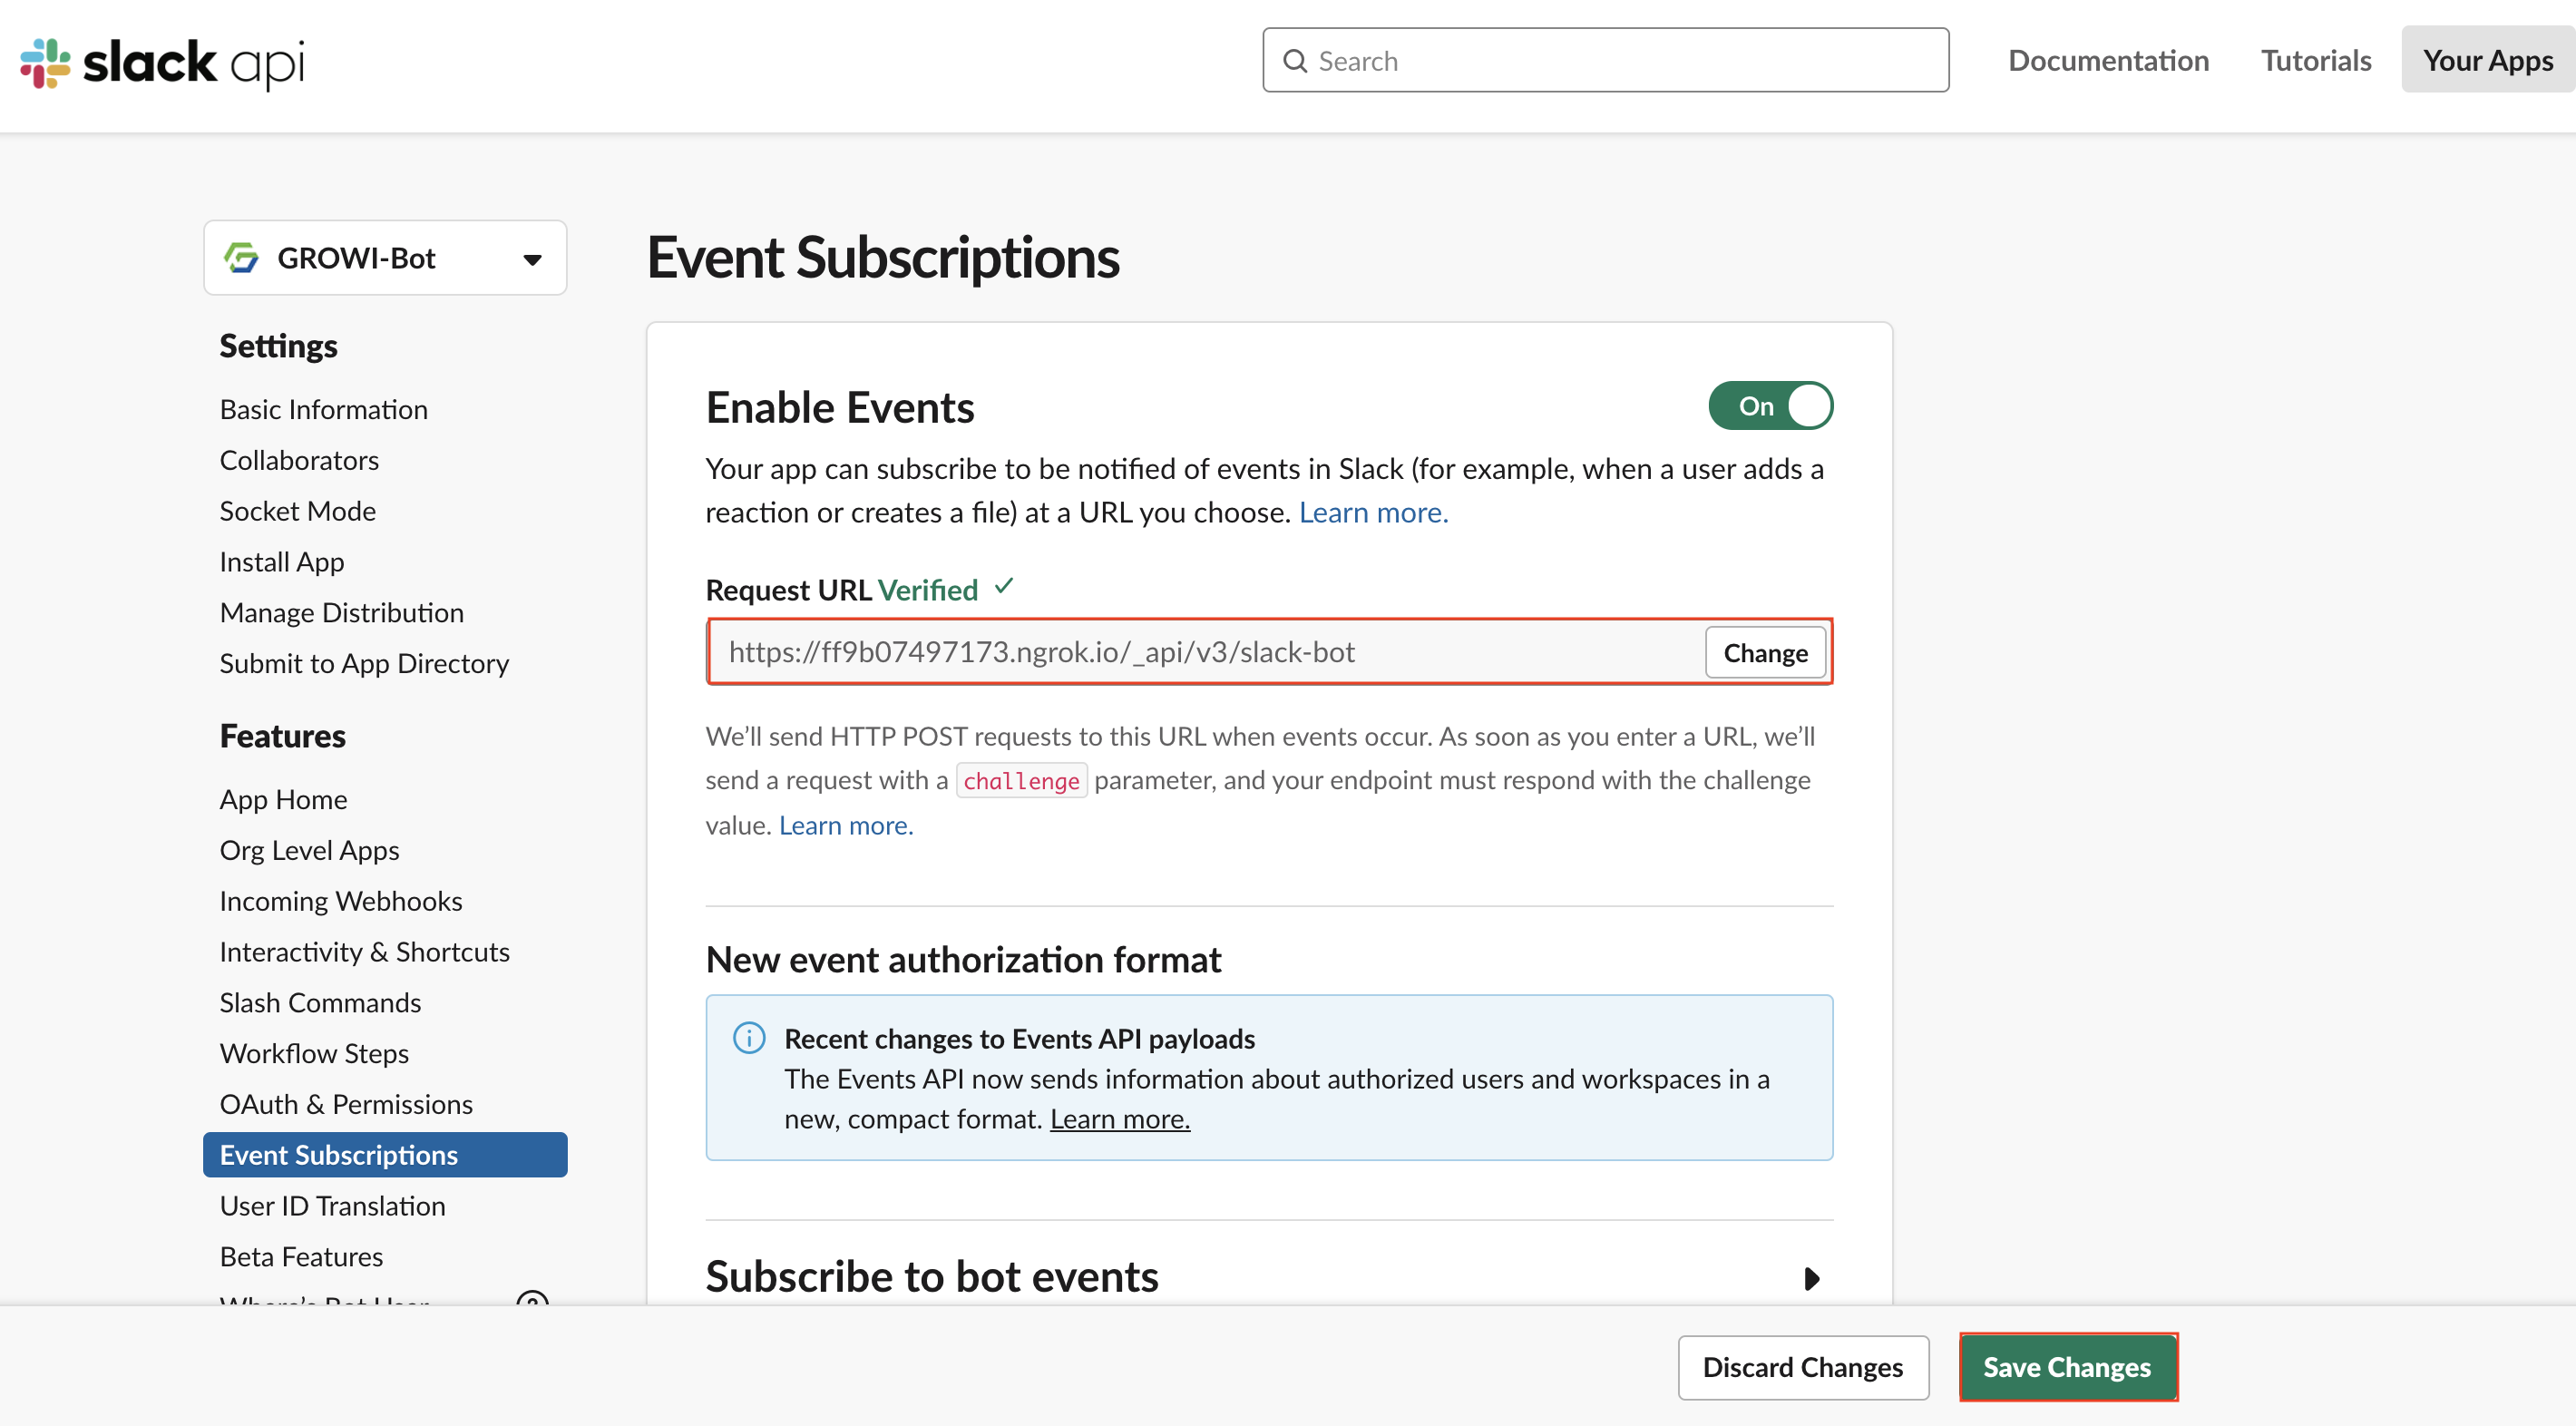 slack api
Search
Documentation
Tutorials
Your Apps
GROWI-Bot
Settings
Basic Information
Collaborators
Socket Mode
Install App
Manage Distribution
Submit to App Directory
Features
App Home
Org Level Apps
Incoming Webhooks
Interactivity & Shortcuts
Slash Commands
Workflow Steps
OAuth & Permissions
Event Subscriptions
User ID Translation
Beta Features
Where's Bot User
Event Subscriptions
Enable Events
On
Your app can subscribe to be notified of events in Slack (for example, when a user adds a
reaction or creates a file) at a URL you choose. Learn more.
Request URL Verified ✓
https://ff9b07497173.ngrok.io/_api/v3/slack-bot
Change
We’ll send HTTP POST requests to this URL when events occur. As soon as you enter a URL, we’ll
send a request with a challenge parameter, and your endpoint must respond with the challenge
value. Learn more.
New event authorization format
Recent changes to Events API payloads
The Events API now sends information about authorized users and workspaces in a
new, compact format. Learn more.
Subscribe to bot events
Discard Changes
Save Changes